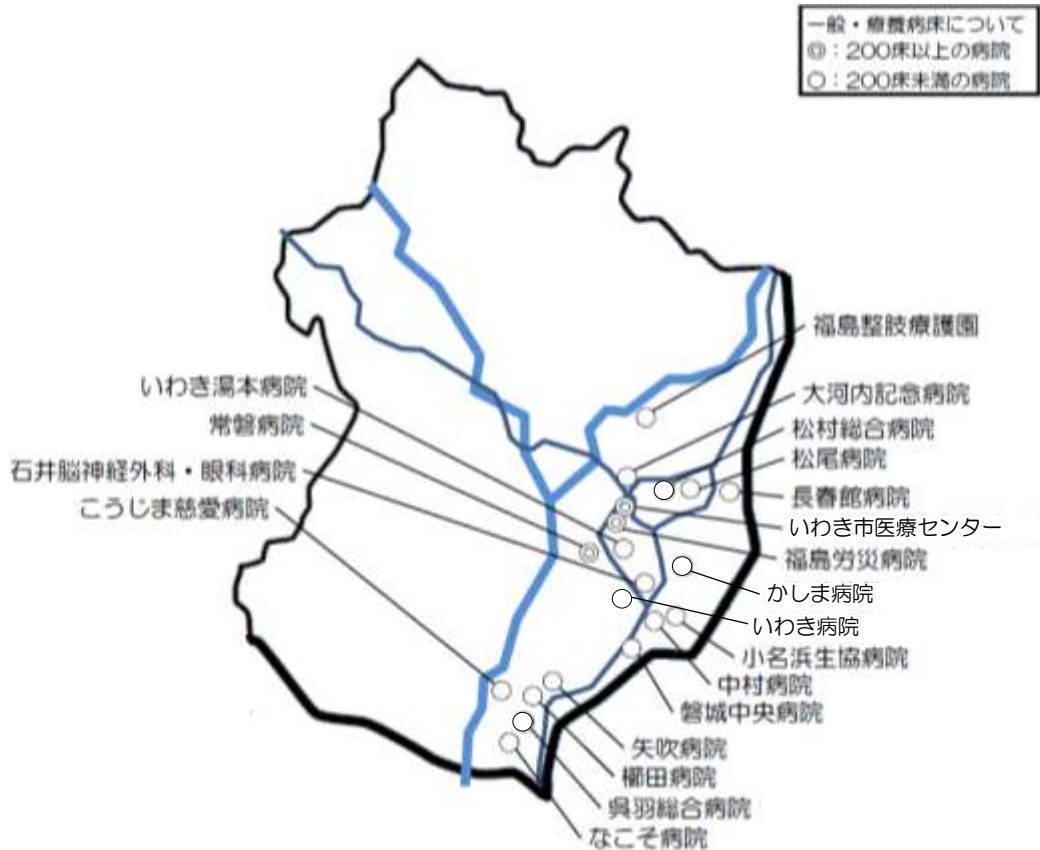 一般・療養病床について
◎:200床以上の病院
○:200床未満の病院
福島整肢療護園
いわき湯本病院
大河内記念病院
常磐病院
松村総合病院
石井脳神経外科・眼科病院
松尾病院
こうじま慈愛病院
長春館病院
いわき市医療センター
福島労災病院
かしま病院
いわき病院
小名浜生協病院
中村病院
磐城中央病院
矢吹病院
櫛田病院
呉羽総合病院
なこそ病院